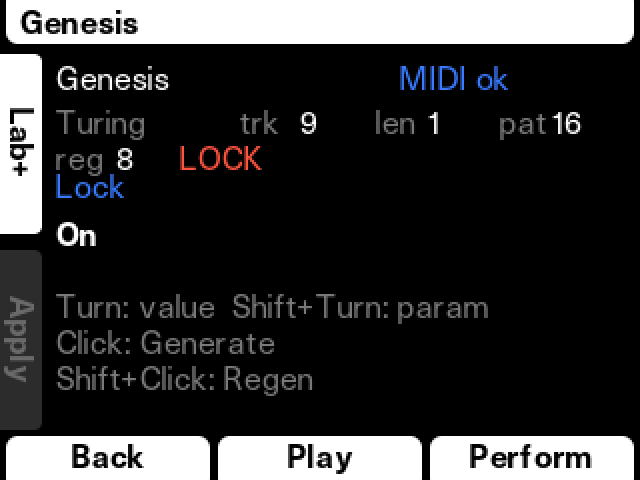 Genesis
Lab+
Genesis MIDI ok
Turing trk 9 len 1 pat 16
reg 8 LOCK
Lock
On
Apply
Turn: value Shift+Turn: param
Click: Generate
Shift+Click: Regen
Back Play Perform